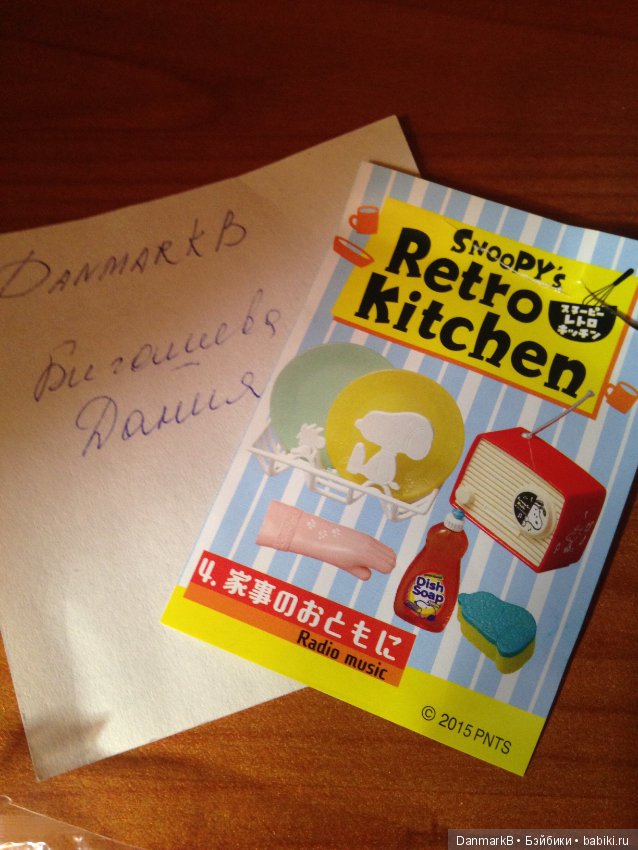 DANMARKB
Бигашева
Дания
SNOOPY's
Retro
Kitchen
スヌーピー
レトロ
キッチン
Dish
Soap
4. 家事のおともに
Radio music
© 2015 PNTS
DanmarkB • Бэйбики • babiki.ru